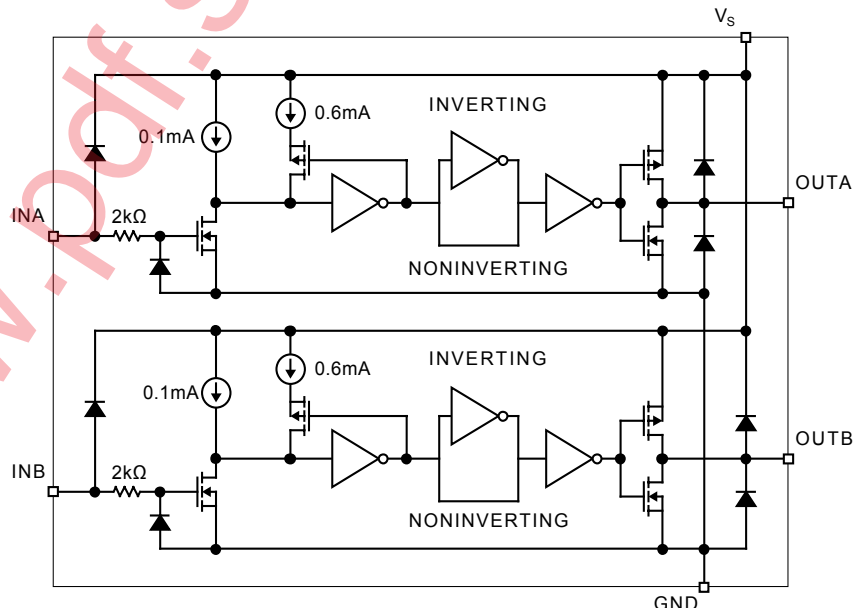 VS
INVERTING
0.6mA
0.1mA
OUTA
INA
2kΩ
NONINVERTING
INVERTING
0.6mA
0.1mA
OUTB
INB
2kΩ
NONINVERTING
GND